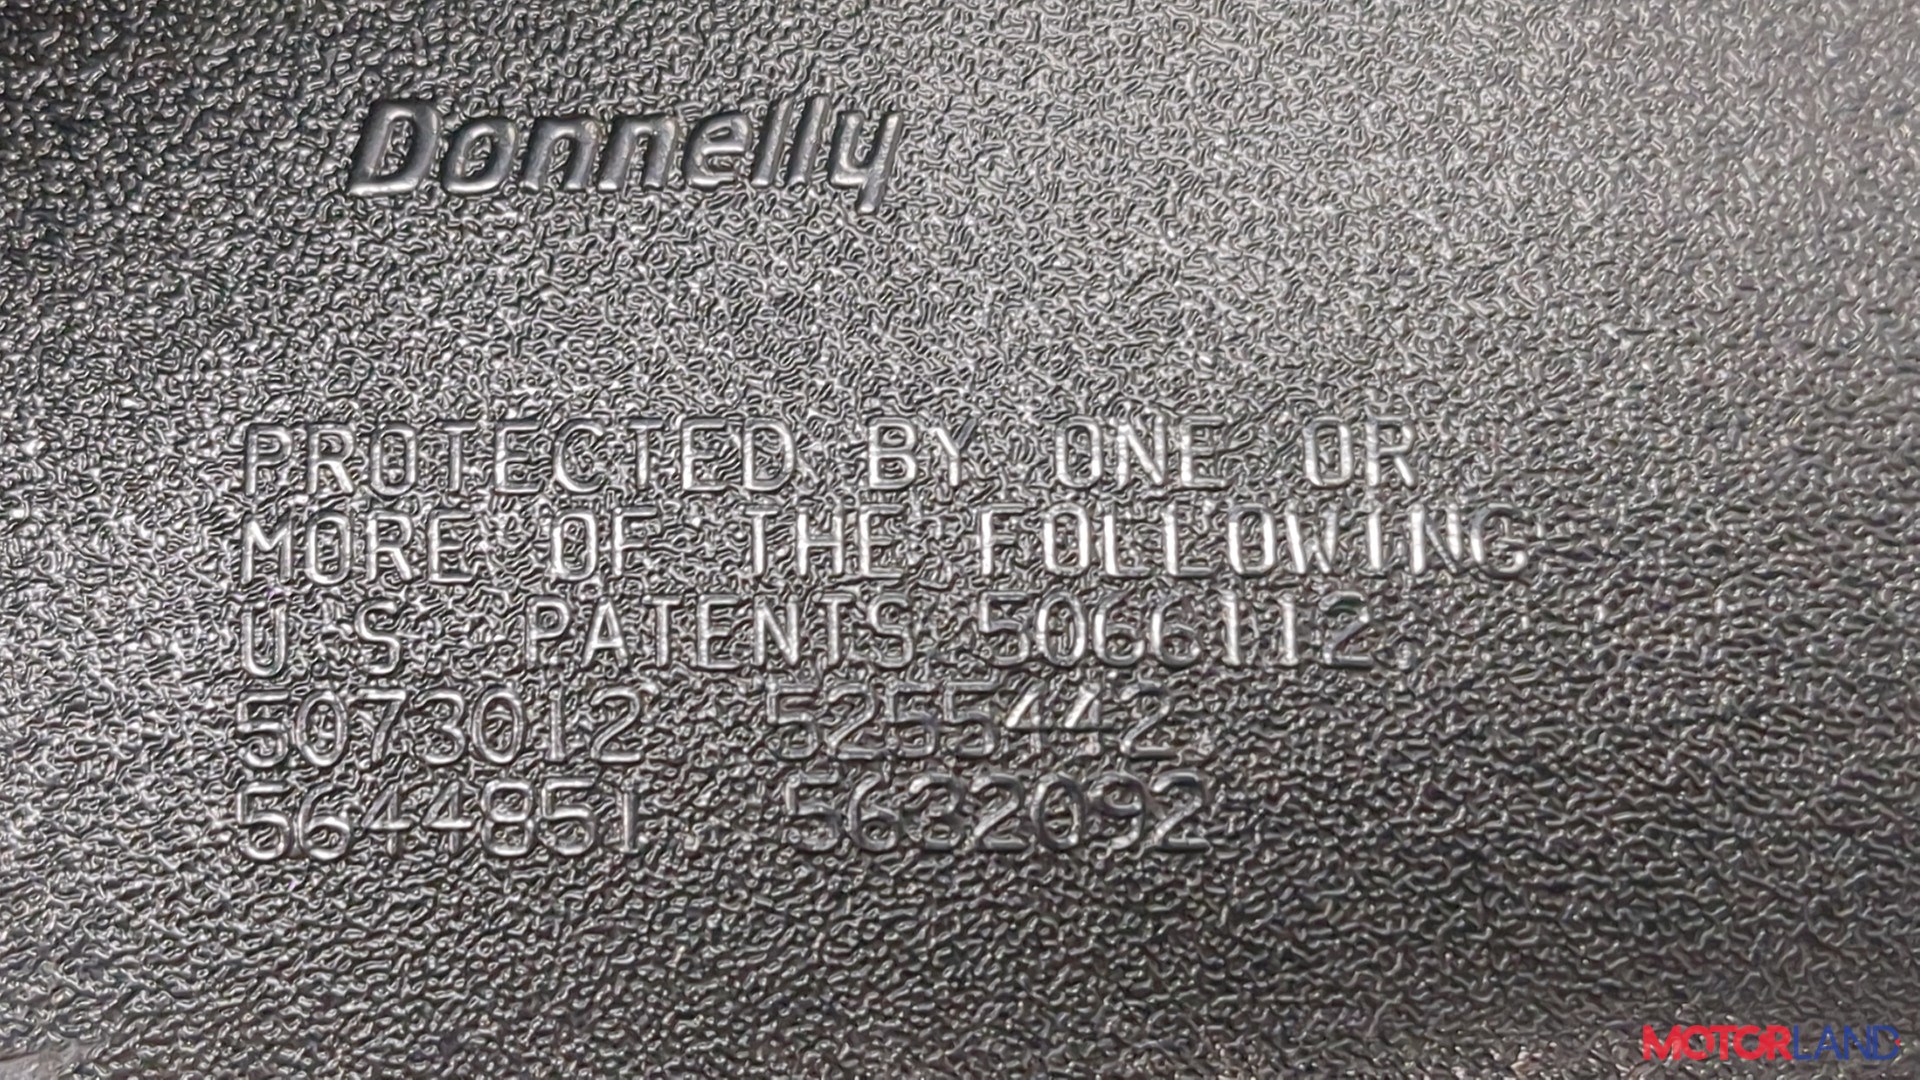 Donnelly
PROTECTED BY ONE OR
MORE OF THE FOLLOWING
U S PATENTS 5066112
5073012 5255442
5644851 5632092
MOTORLAND